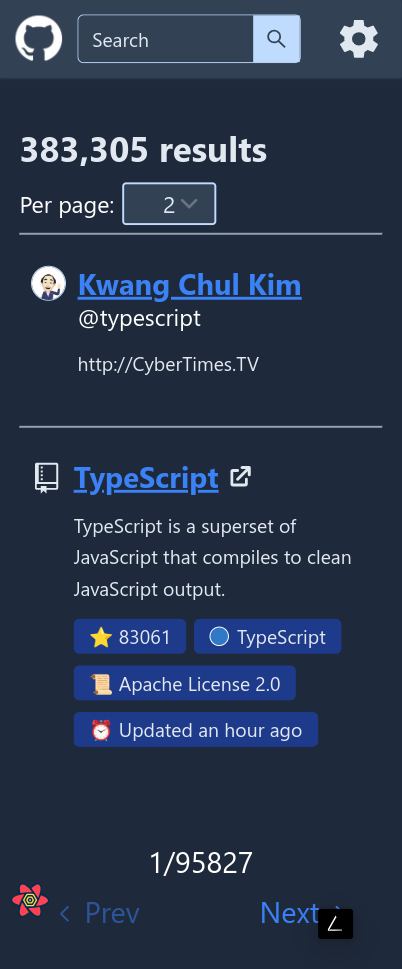 Search
383,305 results
Per page: 2
Kwang Chul Kim
@typescript
http://CyberTimes.TV
TypeScript
TypeScript is a superset of
JavaScript that compiles to clean
JavaScript output.
⭐ 83061 🔵 TypeScript
📜 Apache License 2.0
⏰ Updated an hour ago
1/95827
Prev Next